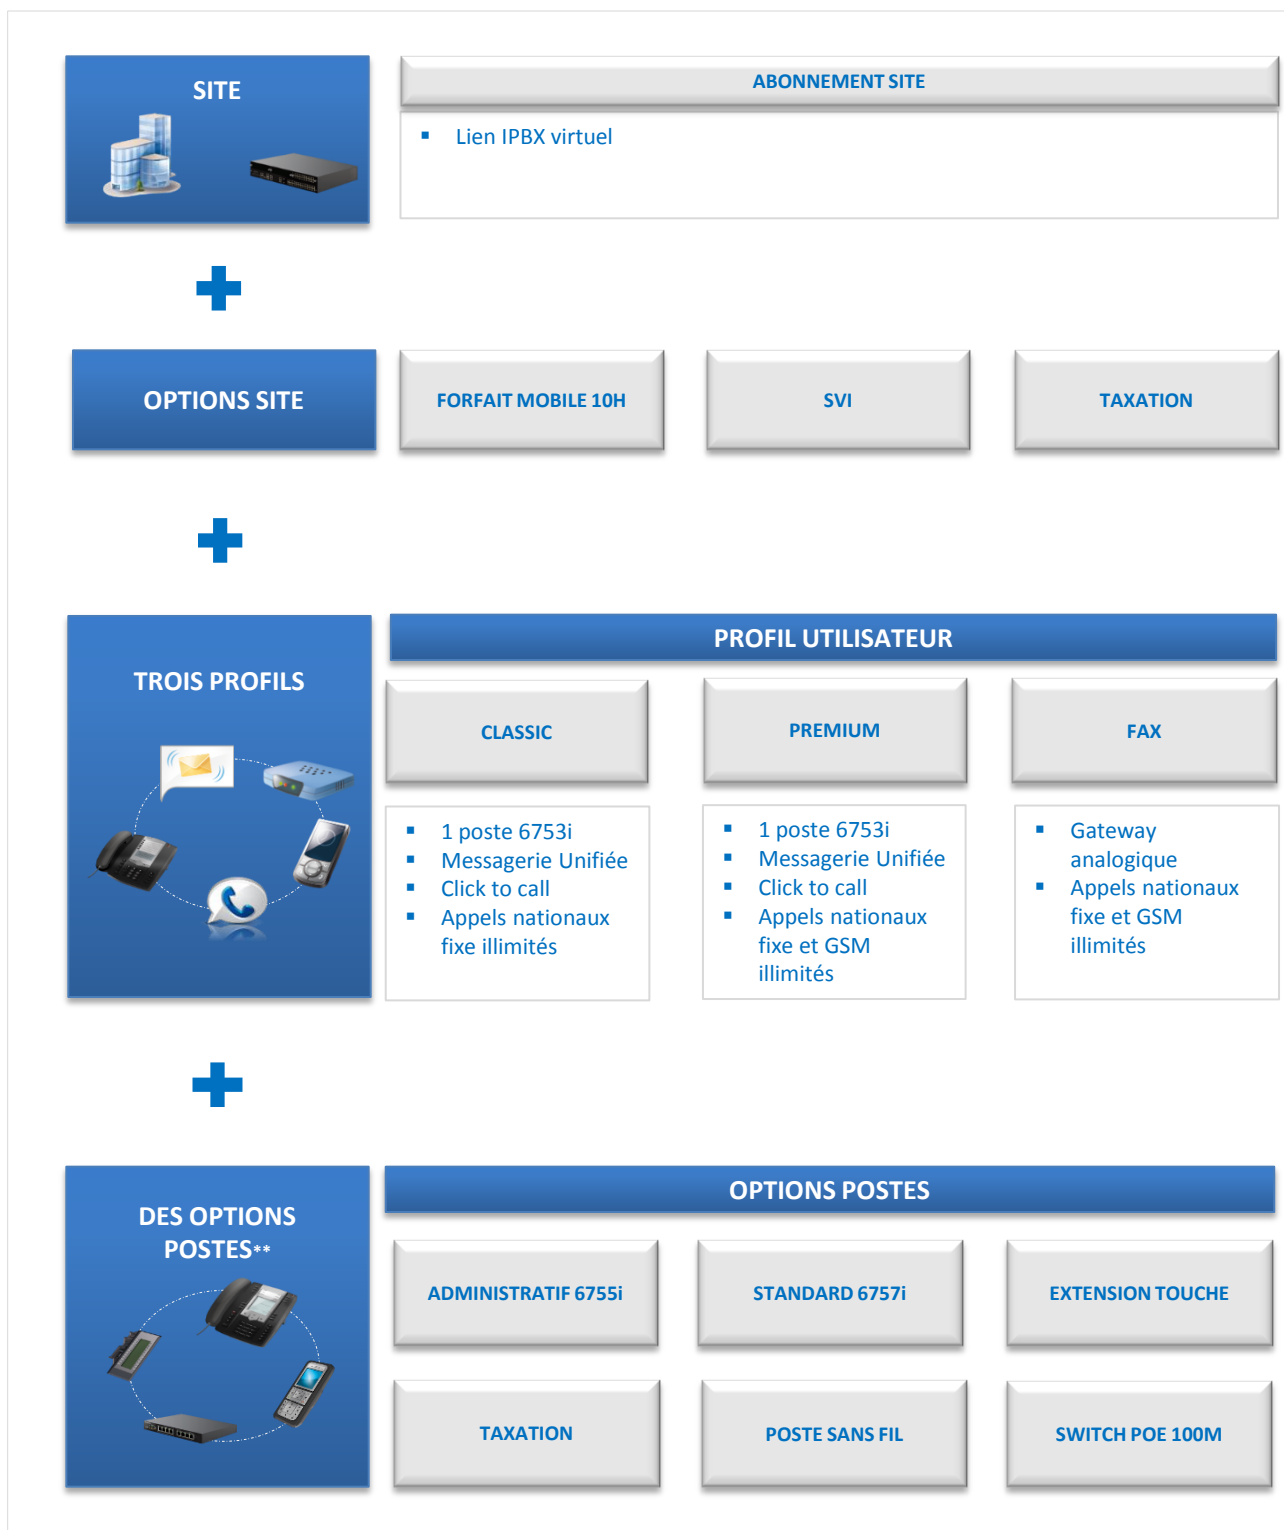 SITE
ABONNEMENT SITE
▪ Lien IPBX virtuel
OPTIONS SITE
FORFAIT MOBILE 10H
SVI
TAXATION
TROIS PROFILS
PROFIL UTILISATEUR
CLASSIC
▪ 1 poste 6753i
▪ Messagerie Unifiée
▪ Click to call
▪ Appels nationaux
fixe illimités
PREMIUM
▪ 1 poste 6753i
▪ Messagerie Unifiée
▪ Click to call
▪ Appels nationaux
fixe et GSM
illimités
FAX
▪ Gateway
analogique
▪ Appels nationaux
fixe et GSM
illimités
DES OPTIONS
POSTES**
OPTIONS POSTES
ADMINISTRATIF 6755i
STANDARD 6757i
EXTENSION TOUCHE
TAXATION
POSTE SANS FIL
SWITCH POE 100M